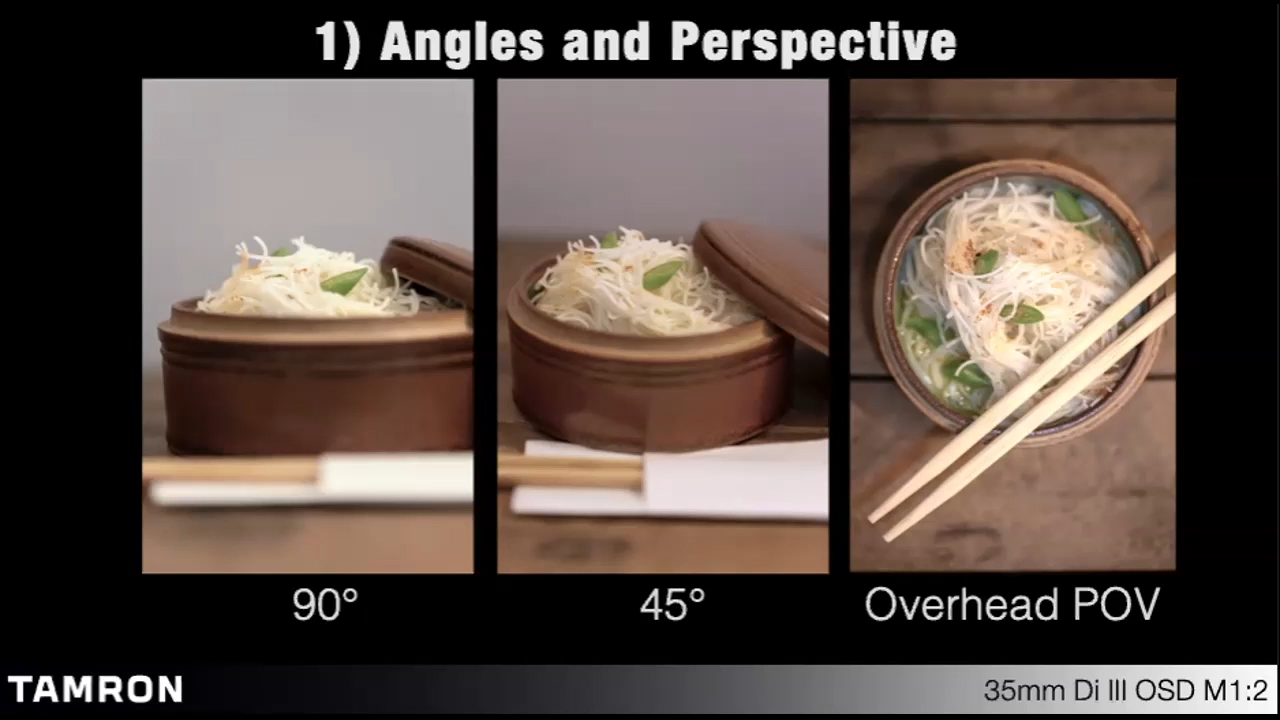 1) Angles and Perspective
90°
45°
Overhead POV
TAMRON
35mm Di III OSD M1:2